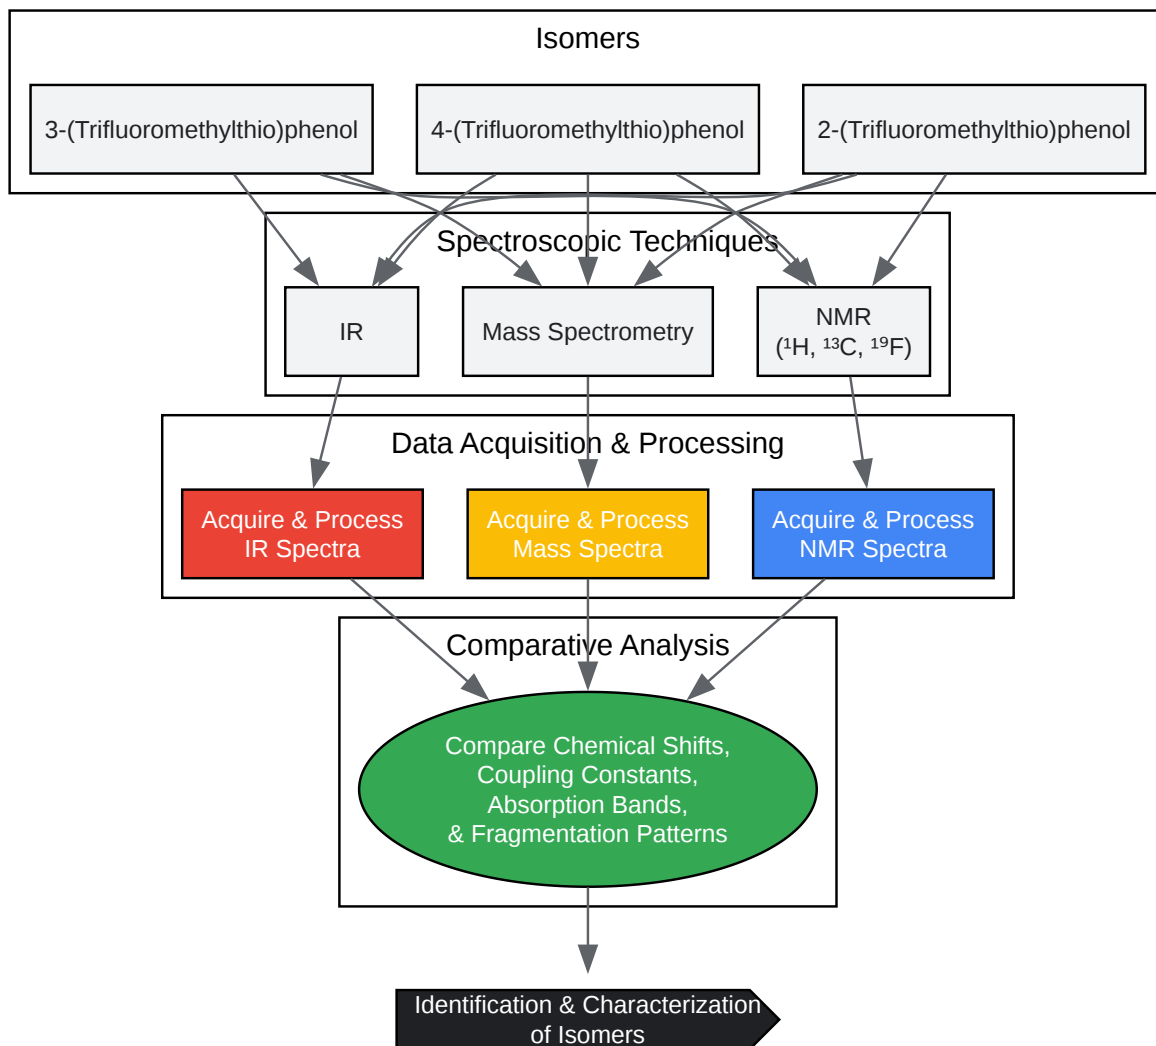 Isomers
3-(Trifluoromethylthio)phenol
4-(Trifluoromethylthio)phenol
2-(Trifluoromethylthio)phenol
Spectroscopic Techniques
IR
Mass Spectrometry
NMR
(¹H, ¹³C, ¹⁹F)
Data Acquisition & Processing
Acquire & Process
IR Spectra
Acquire & Process
Mass Spectra
Acquire & Process
NMR Spectra
Comparative Analysis
Compare Chemical Shifts,
Coupling Constants,
Absorption Bands,
& Fragmentation Patterns
Identification & Characterization
of Isomers